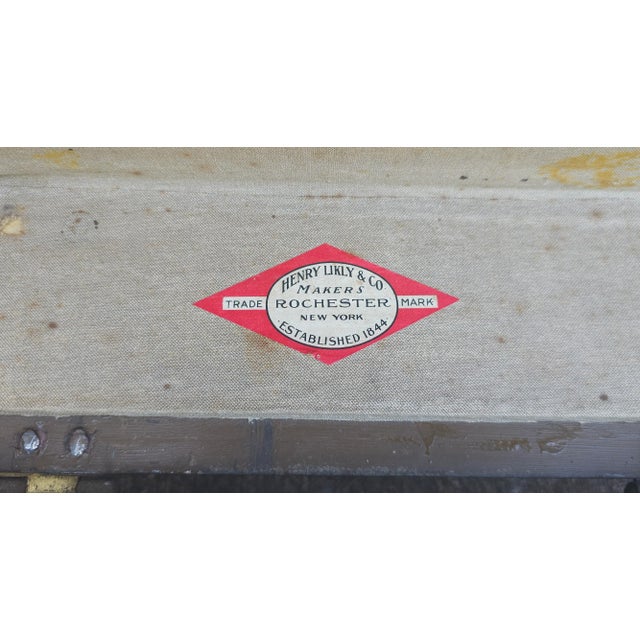 HENRY LIKLY & CO
MAKERS
TRADE ROCHESTER MARK
NEW YORK
·ESTABLISHED 1844·